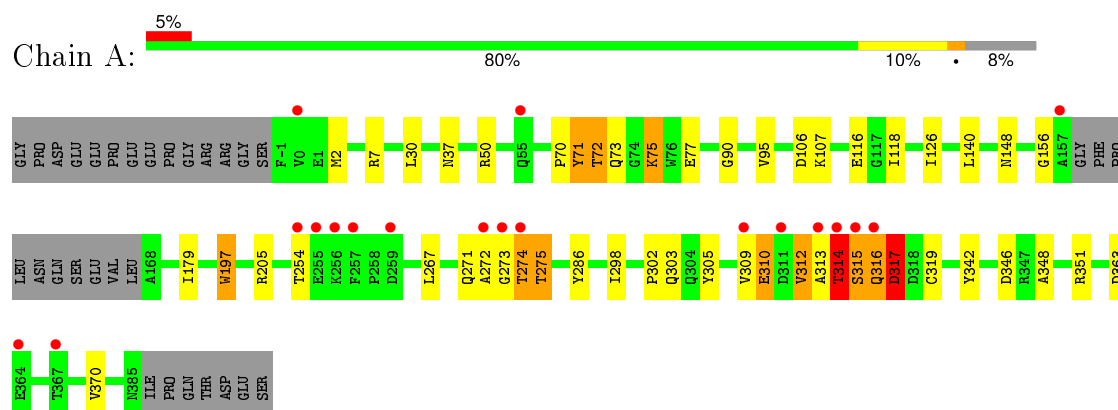 5%
Chain A:
80% 10% • 8%
GLY PRO ASP GLU GLU PRO GLU GLU PRO GLY ARG ARG GLY SER F-1 V0 E1 M2 R7 L30 N37 R50 Q55 P70 Y71 T72 Q73 G74 K75 W76 E77 G90 V95 D106 K107 E116 G117 I118 I126 L140 N148 G156 A157 GLY PHE PRO
LEU ASN GLN SER GLU VAL LEU A168 I179 W197 R205 T254 E255 K256 F257 P258 D259 L267 Q271 A272 G273 T274 T275 Y286 I298 P302 Q303 Q304 Y305 V309 E310 D311 V312 A313 T314 S315 Q316 D317 D318 C319 Y342 D346 R347 A348 R351 D363
E364 T367 V370 N385 ILE PRO GLN THR ASP GLU SER